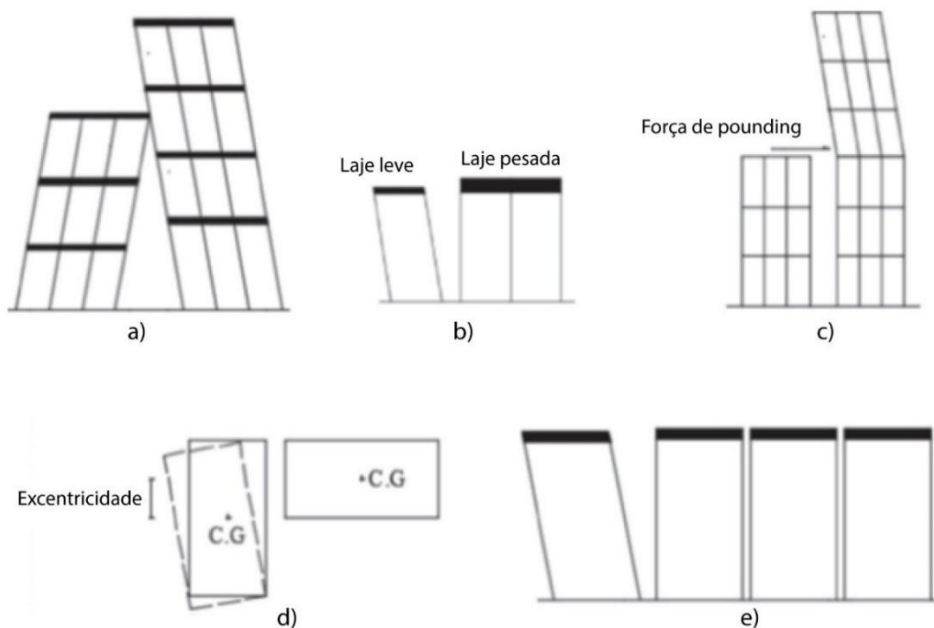 Força de pounding
Laje leve
Laje pesada
a)
b)
c)
Excentricidade
C.G
C.G
d)
e)